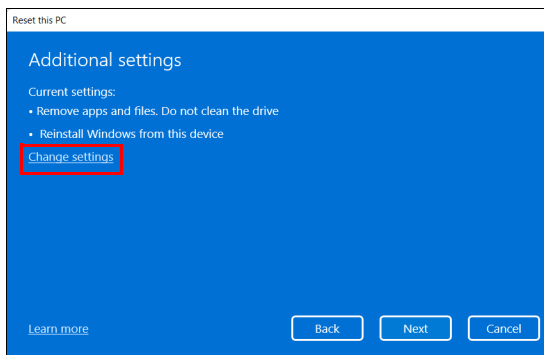 Reset this PC
Additional settings
Current settings:
▪ Remove apps and files. Do not clean the drive
▪ Reinstall Windows from this device
Change settings
Learn more
Back
Next
Cancel